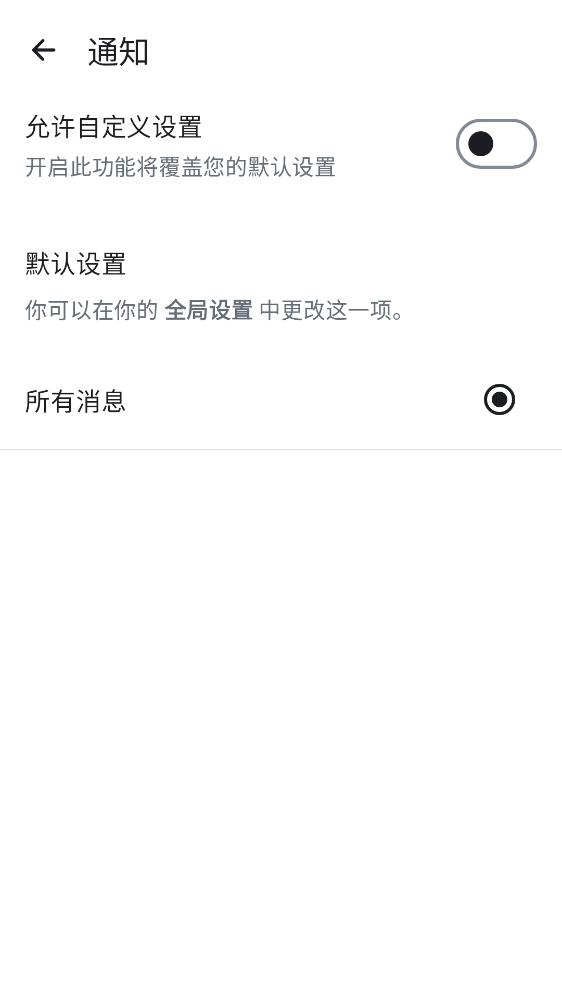 通知
允许自定义设置
开启此功能将覆盖您的默认设置
默认设置
你可以在你的 全局设置 中更改这一项。
所有消息